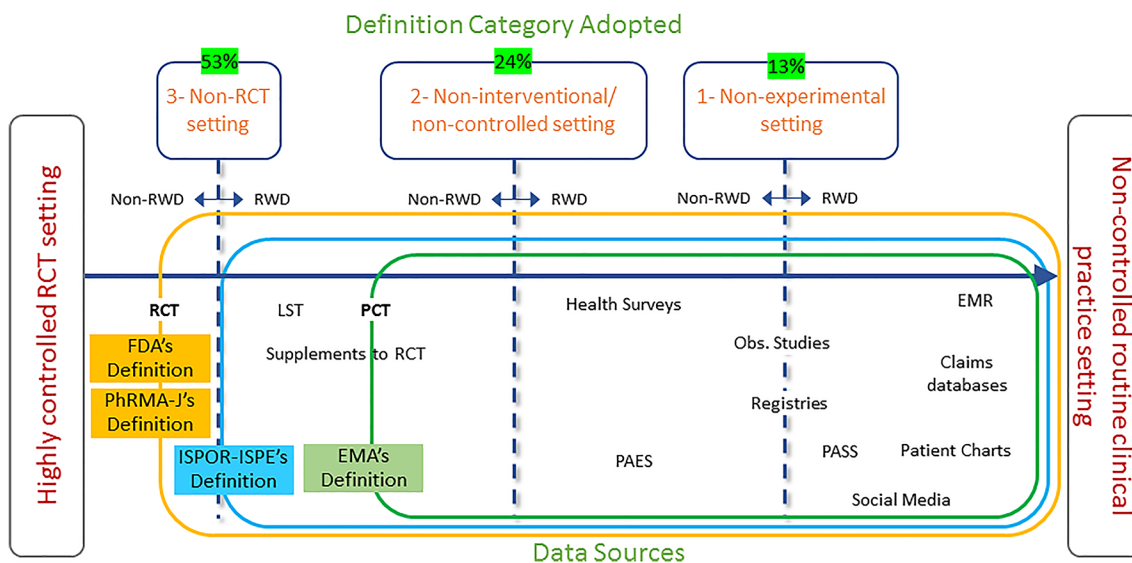 Definition Category Adopted
53%
24%
13%
3- Non-RCT
setting
2- Non-interventional/
non-controlled setting
1- Non-experimental
setting
Highly controlled RCT setting
Non-controlled routine clinical
practice setting
Non-RWD
RWD
Non-RWD
RWD
Non-RWD
RWD
RCT
LST
PCT
Health Surveys
EMR
FDA's
Definition
Supplements to RCT
Obs. Studies
Claims
databases
PhRMA-J's
Definition
Registries
ISPOR-ISPE's
Definition
EMA's
Definition
PAES
PASS
Patient Charts
Social Media
Data Sources